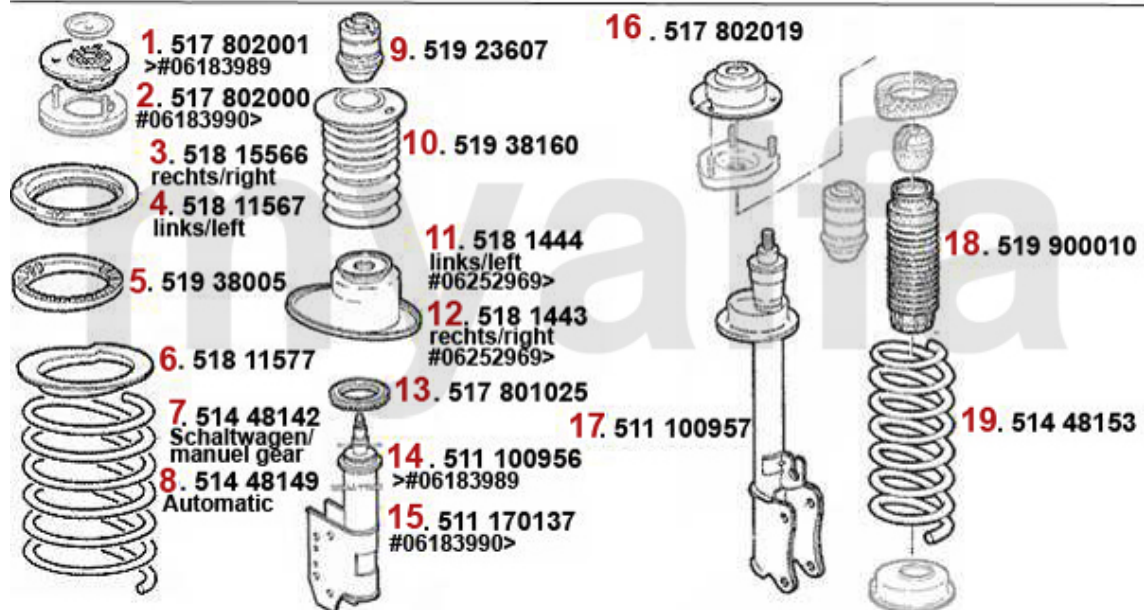 1. 517 802001
>#06183989
2. 517 802000
#06183990>
3. 518 15566
rechts/right
4. 518 11567
links/left
5. 519 38005
6. 518 11577
7. 514 48142
Schaltwagen/
manuel gear
8. 514 48149
Automatic
9. 519 23607
10. 519 38160
11. 518 1444
links/left
#06252969>
12. 518 1443
rechts/right
#06252969>
13. 517 801025
14. 511 100956
>#06183989
15. 511 170137
#06183990>
16. 517 802019
17. 511 100957
18. 519 900010
19. 514 48153
myalfa